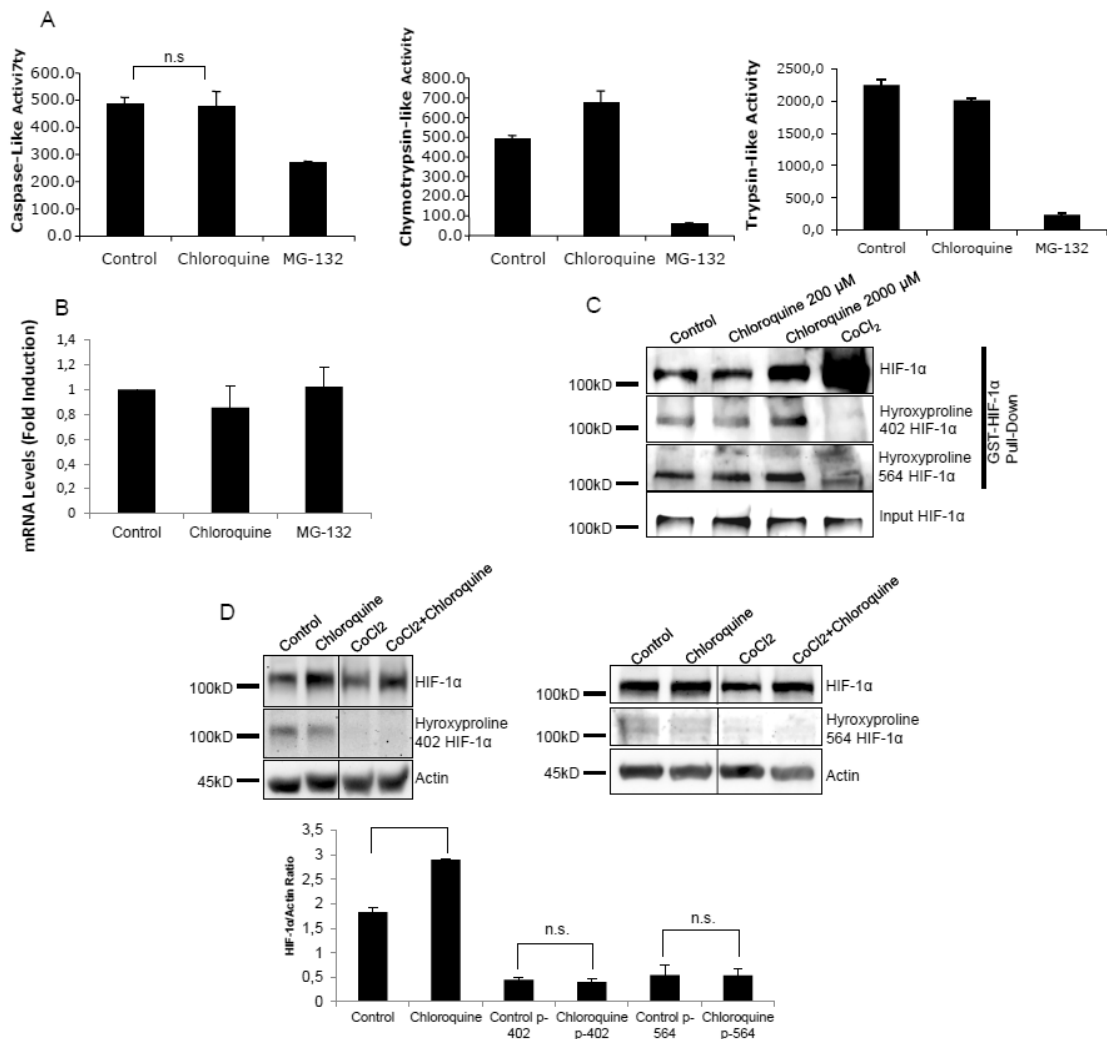 A
Caspase-Like Activi7ty
600.0
500.0
400.0
300.0
200.0
100.0
0.0
n.s
Control
Chloroquine
MG-132
Chymotrypsin-like Activity
800.0
700.0
600.0
500.0
400.0
300.0
200.0
100.0
0.0
Control
Chloroquine
MG-132
Trypsin-like Activity
2500,0
2000,0
1500,0
1000,0
500,0
0,0
Control
Chloroquine
MG-132
B
mRNA Levels (Fold Induction)
1,4
1,2
1
0,8
0,6
0,4
0,2
0
Control
Chloroquine
MG-132
C
Control
Chloroquine 200 µM
Chloroquine 2000 µM
CoCl2
100kD
HIF-1α
100kD
Hyroxyproline
402 HIF-1α
100kD
Hyroxyproline
564 HIF-1α
100kD
Input HIF-1α
GST-HIF-1α
Pull-Down
D
Control
Chloroquine
CoCl2
CoCl2+Chloroquine
100kD
HIF-1α
100kD
Hyroxyproline
402 HIF-1α
45kD
Actin
Control
Chloroquine
CoCl2
CoCl2+Chloroquine
100kD
HIF-1α
100kD
Hyroxyproline
564 HIF-1α
45kD
Actin
HIF-1α/Actin Ratio
3,5
3
2,5
2
1,5
1
0,5
0
n.s.
n.s.
Control
Chloroquine
Control p-
402
Chloroquine
p-402
Control p-
564
Chloroquine
p-564